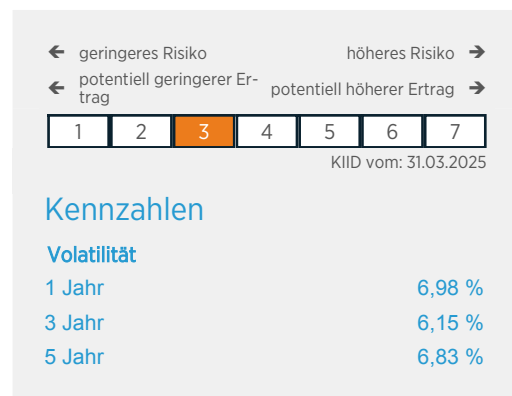 ← geringeres Risiko höheres Risiko →
← potentiell geringerer Er-
trag potentiell höherer Ertrag →
1 2 3 4 5 6 7
KIID vom: 31.03.2025
Kennzahlen
Volatilität
1 Jahr 6,98 %
3 Jahr 6,15 %
5 Jahr 6,83 %